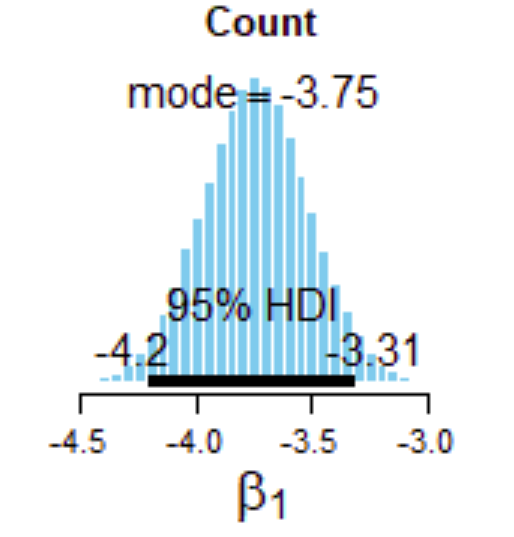 Count
mode = -3.75
95% HDI
-4.2 -3.31
-4.5 -4.0 -3.5 -3.0
β1